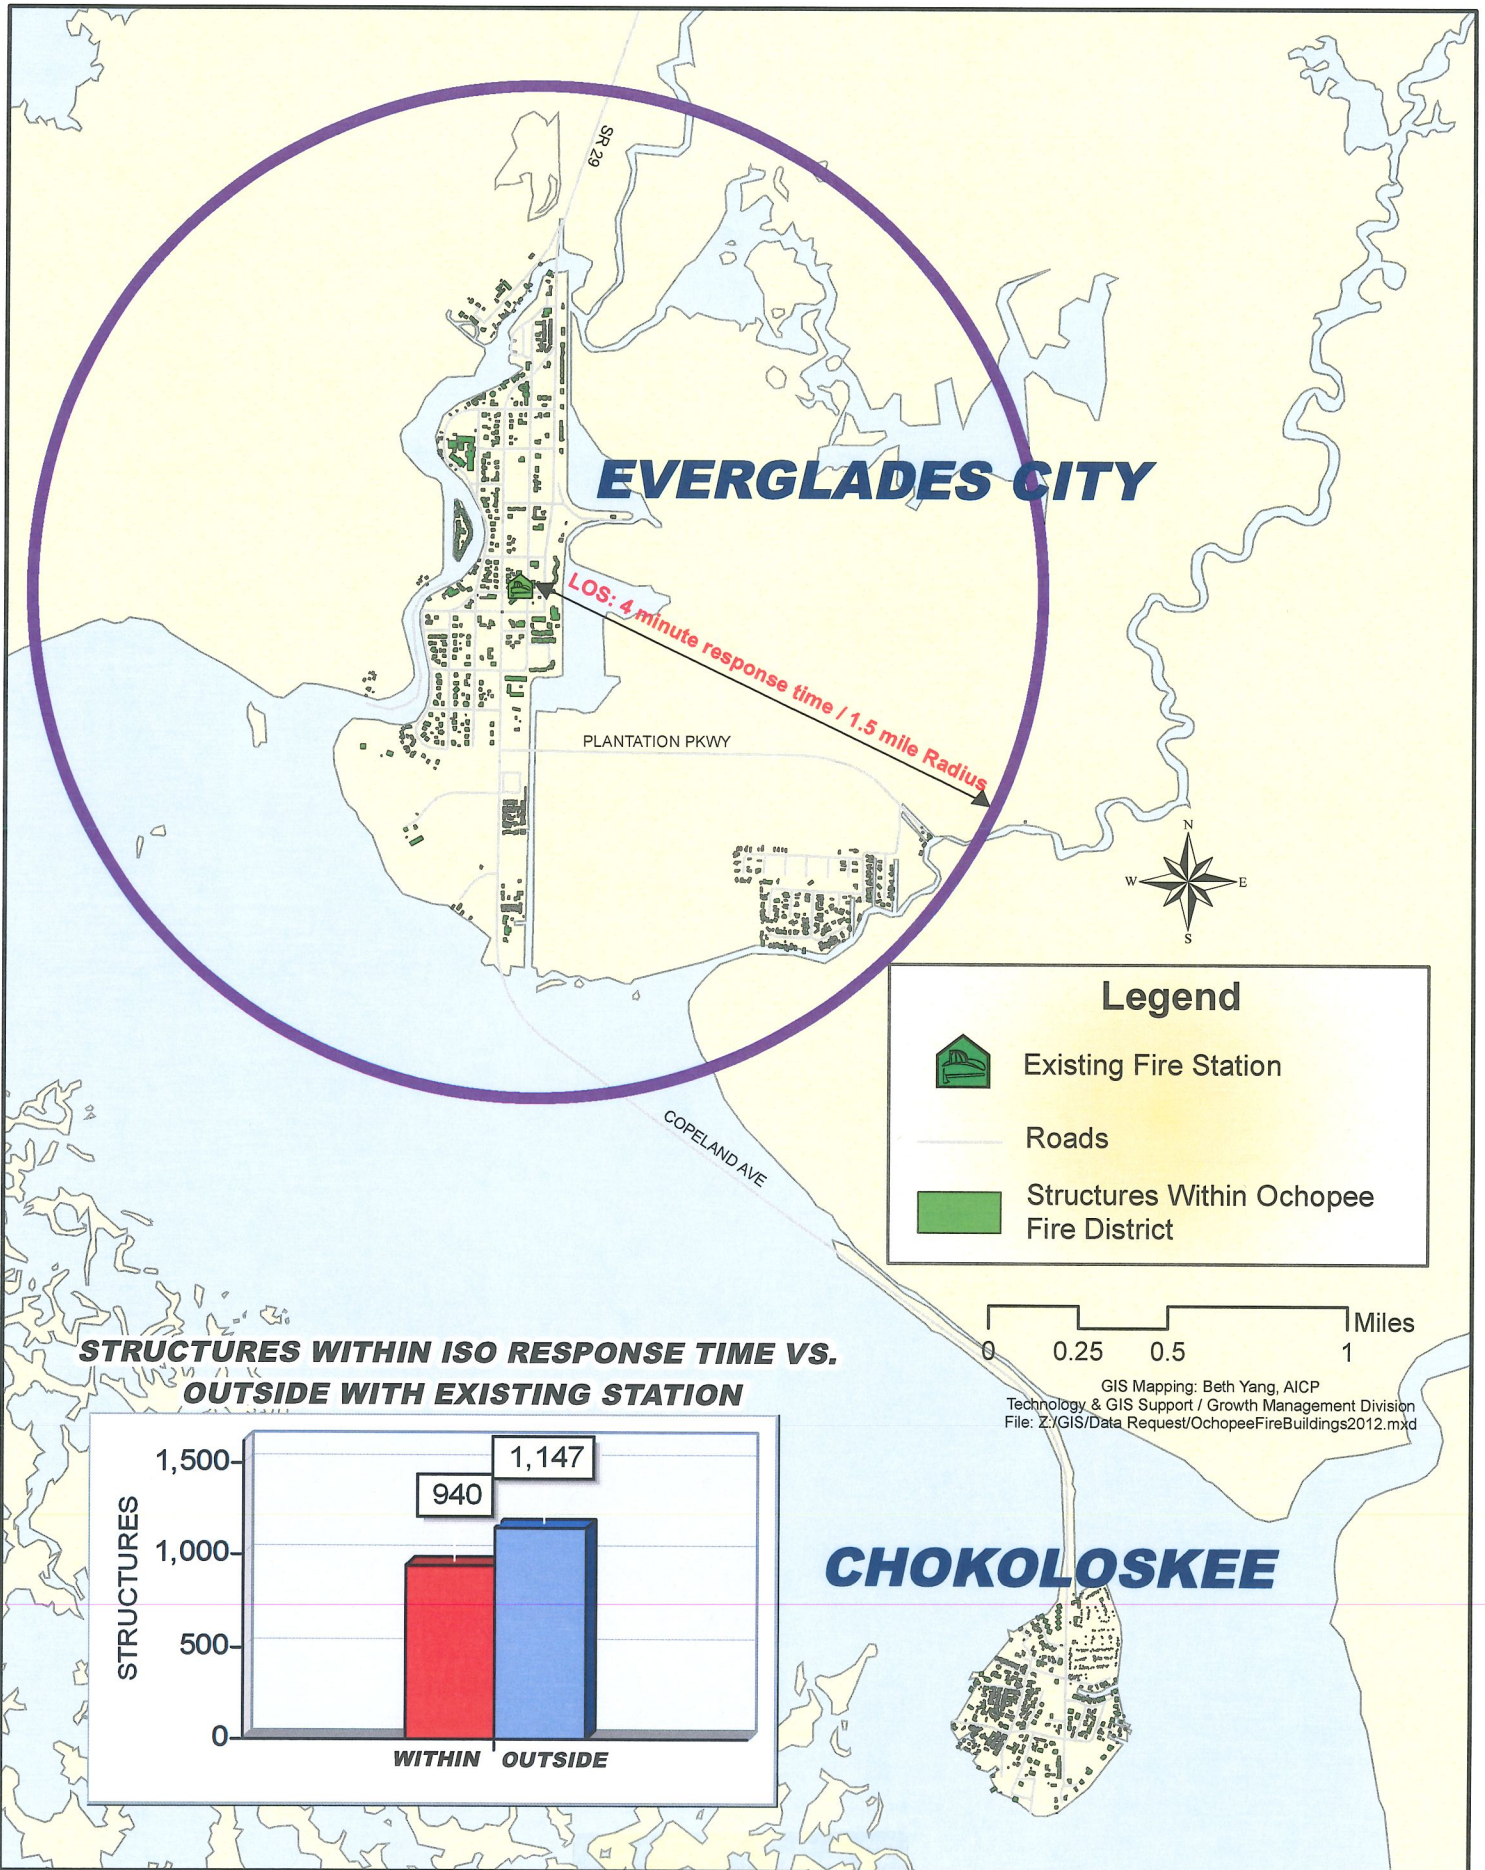 SR 29
EVERGLADES CITY
LOS: 4 minute response time / 1.5 mile Radius
PLANTATION PKWY
N
W
E
S
Legend
Existing Fire Station
Roads
Structures Within Ochopee
Fire District
COPELAND AVE
Miles
0
0.25
0.5
1
GIS Mapping: Beth Yang, AICP
Technology & GIS Support / Growth Management Division
File: Z:/GIS/Data Request/OchopeeFireBuildings2012.mxd
STRUCTURES WITHIN ISO RESPONSE TIME VS.
OUTSIDE WITH EXISTING STATION
STRUCTURES
1,500
1,000
500
0
940
1,147
WITHIN
OUTSIDE
CHOKOLOSKEE